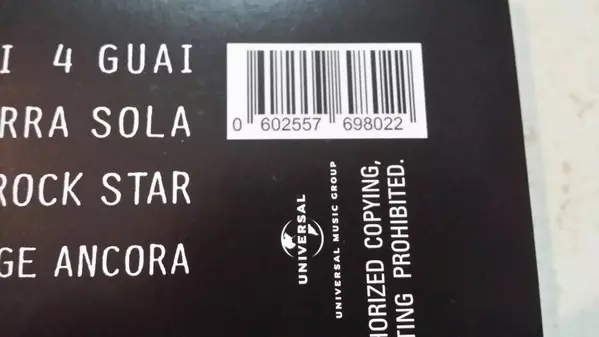 I 4 GUAI
RRA SOLA
ROCK STAR
GE ANCORA
0 602557 698022
UNIVERSAL
UNIVERSAL
UNIVERSAL MUSIC GROUP
HORIZED COPYING,
TING PROHIBITED.